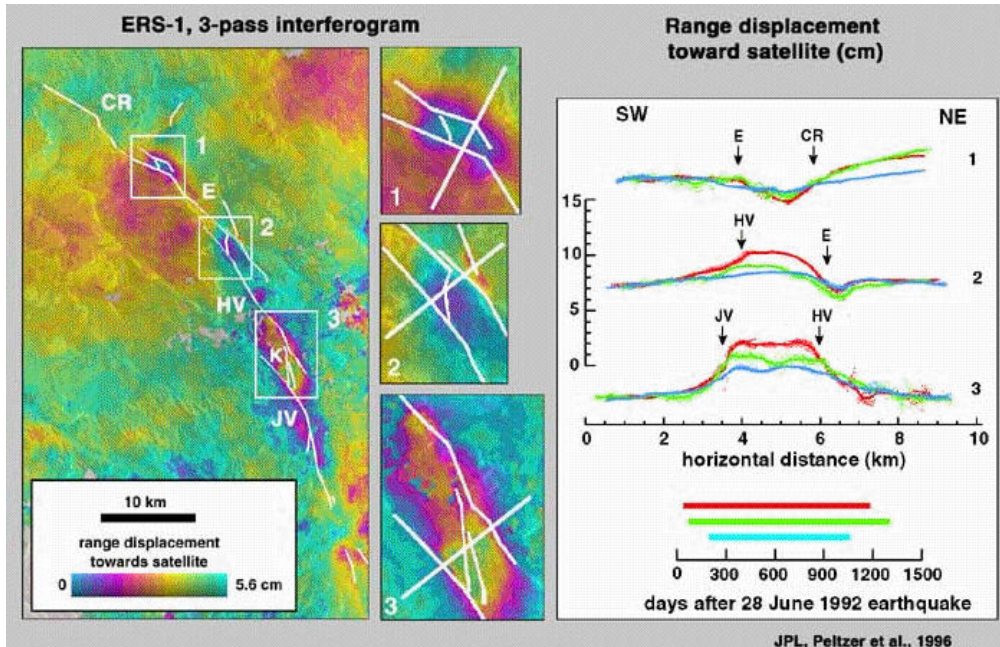 ERS-1, 3-pass interferogram
CR
1
E
2
HV
3
K
JV
10 km
range displacement
towards satellite
0
5.6 cm
1
2
3
Range displacement
toward satellite (cm)
SW
NE
E
CR
1
15
HV
10
E
2
5
JV
HV
0
3
0 2 4 6 8 10
horizontal distance (km)
0 300 600 900 1200 1500
days after 28 June 1992 earthquake
JPL, Peltzer et al., 1996